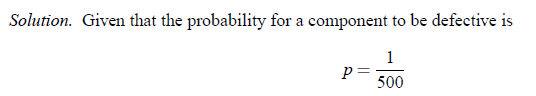 Solution. Given that the probability for a component to be defective is
p = 1/500